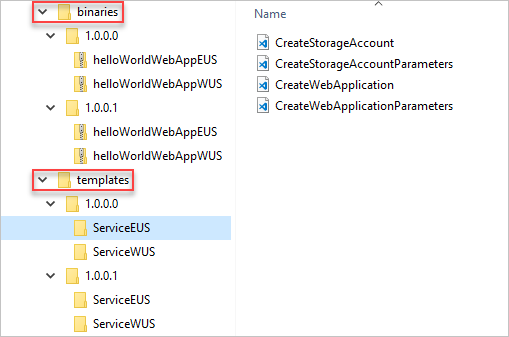 binaries
1.0.0.0
helloWorldWebAppEUS
helloWorldWebAppWUS
1.0.0.1
helloWorldWebAppEUS
helloWorldWebAppWUS
templates
1.0.0.0
ServiceEUS
ServiceWUS
1.0.0.1
ServiceEUS
ServiceWUS
Name
CreateStorageAccount
CreateStorageAccountParameters
CreateWebApplication
CreateWebApplicationParameters